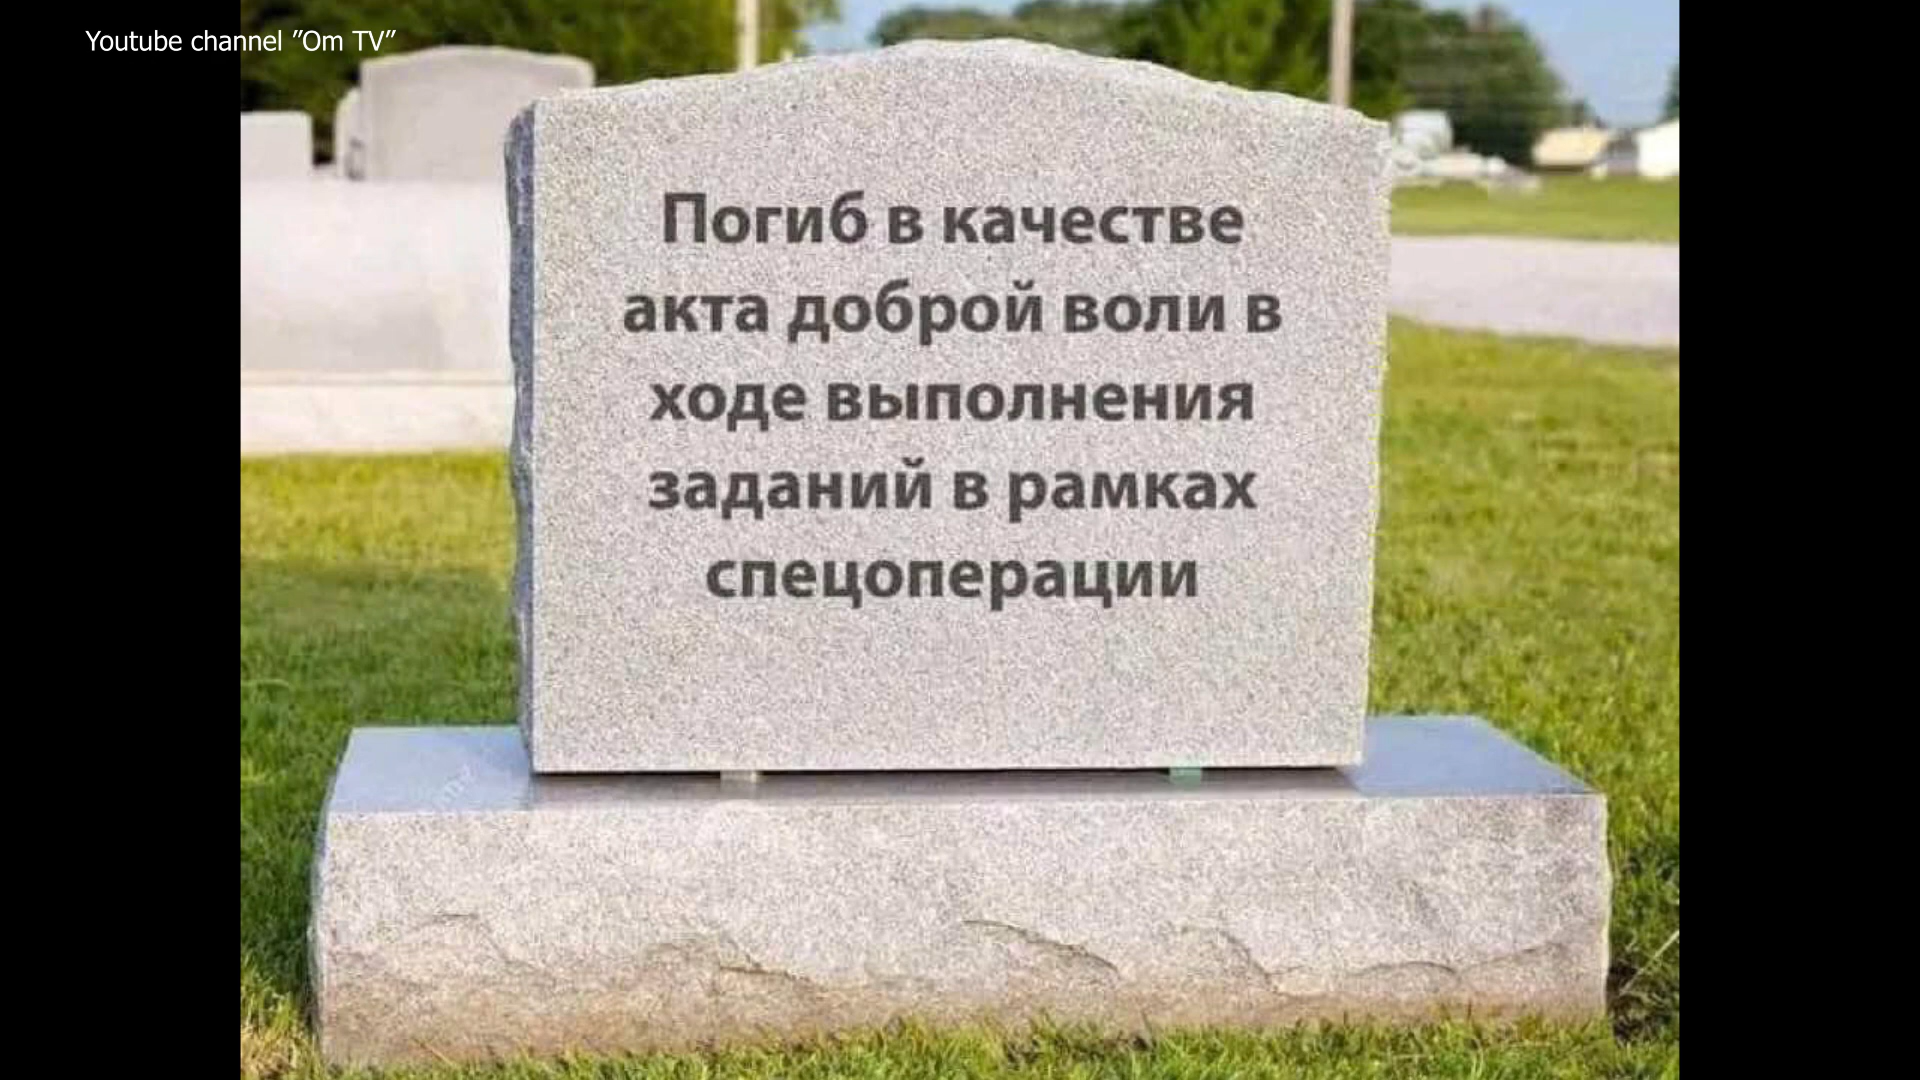 Youtube channel "Om TV"
Погиб в качестве
акта доброй воли в
ходе выполнения
заданий в рамках
спецоперации